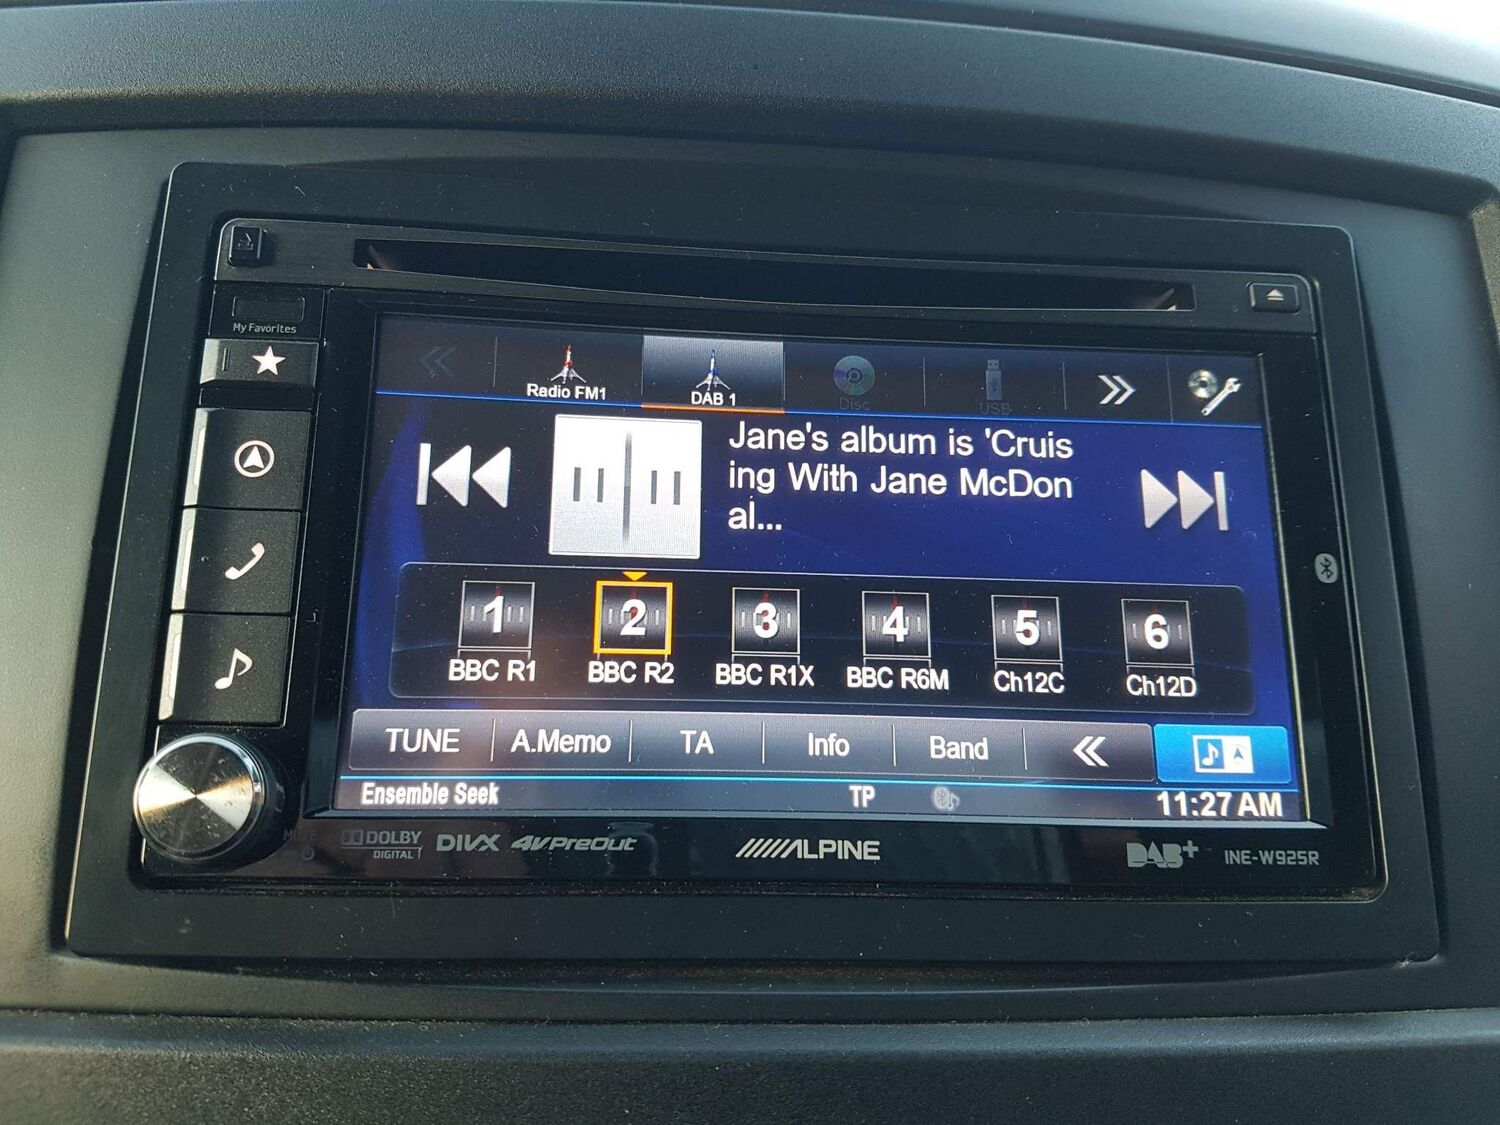 My Favorites
Radio FM1
DAB 1
Disc
USB
Jane's album is 'Cruis
ing With Jane McDon
al...
1 2 3 4 5 6
BBC R1 BBC R2 BBC R1X BBC R6M Ch12C Ch12D
TUNE A.Memo TA Info Band
Ensemble Seek TP 11:27 AM
MUTE
DOLBY
DIGITAL
DIVX 4VPreOut ALPINE DAB+ INE-W925R